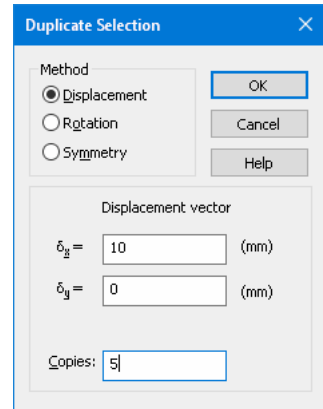 Duplicate Selection
Method
Displacement
Rotation
Symmetry
OK
Cancel
Help
Displacement vector
δx = 10 (mm)
δy = 0 (mm)
Copies: 5